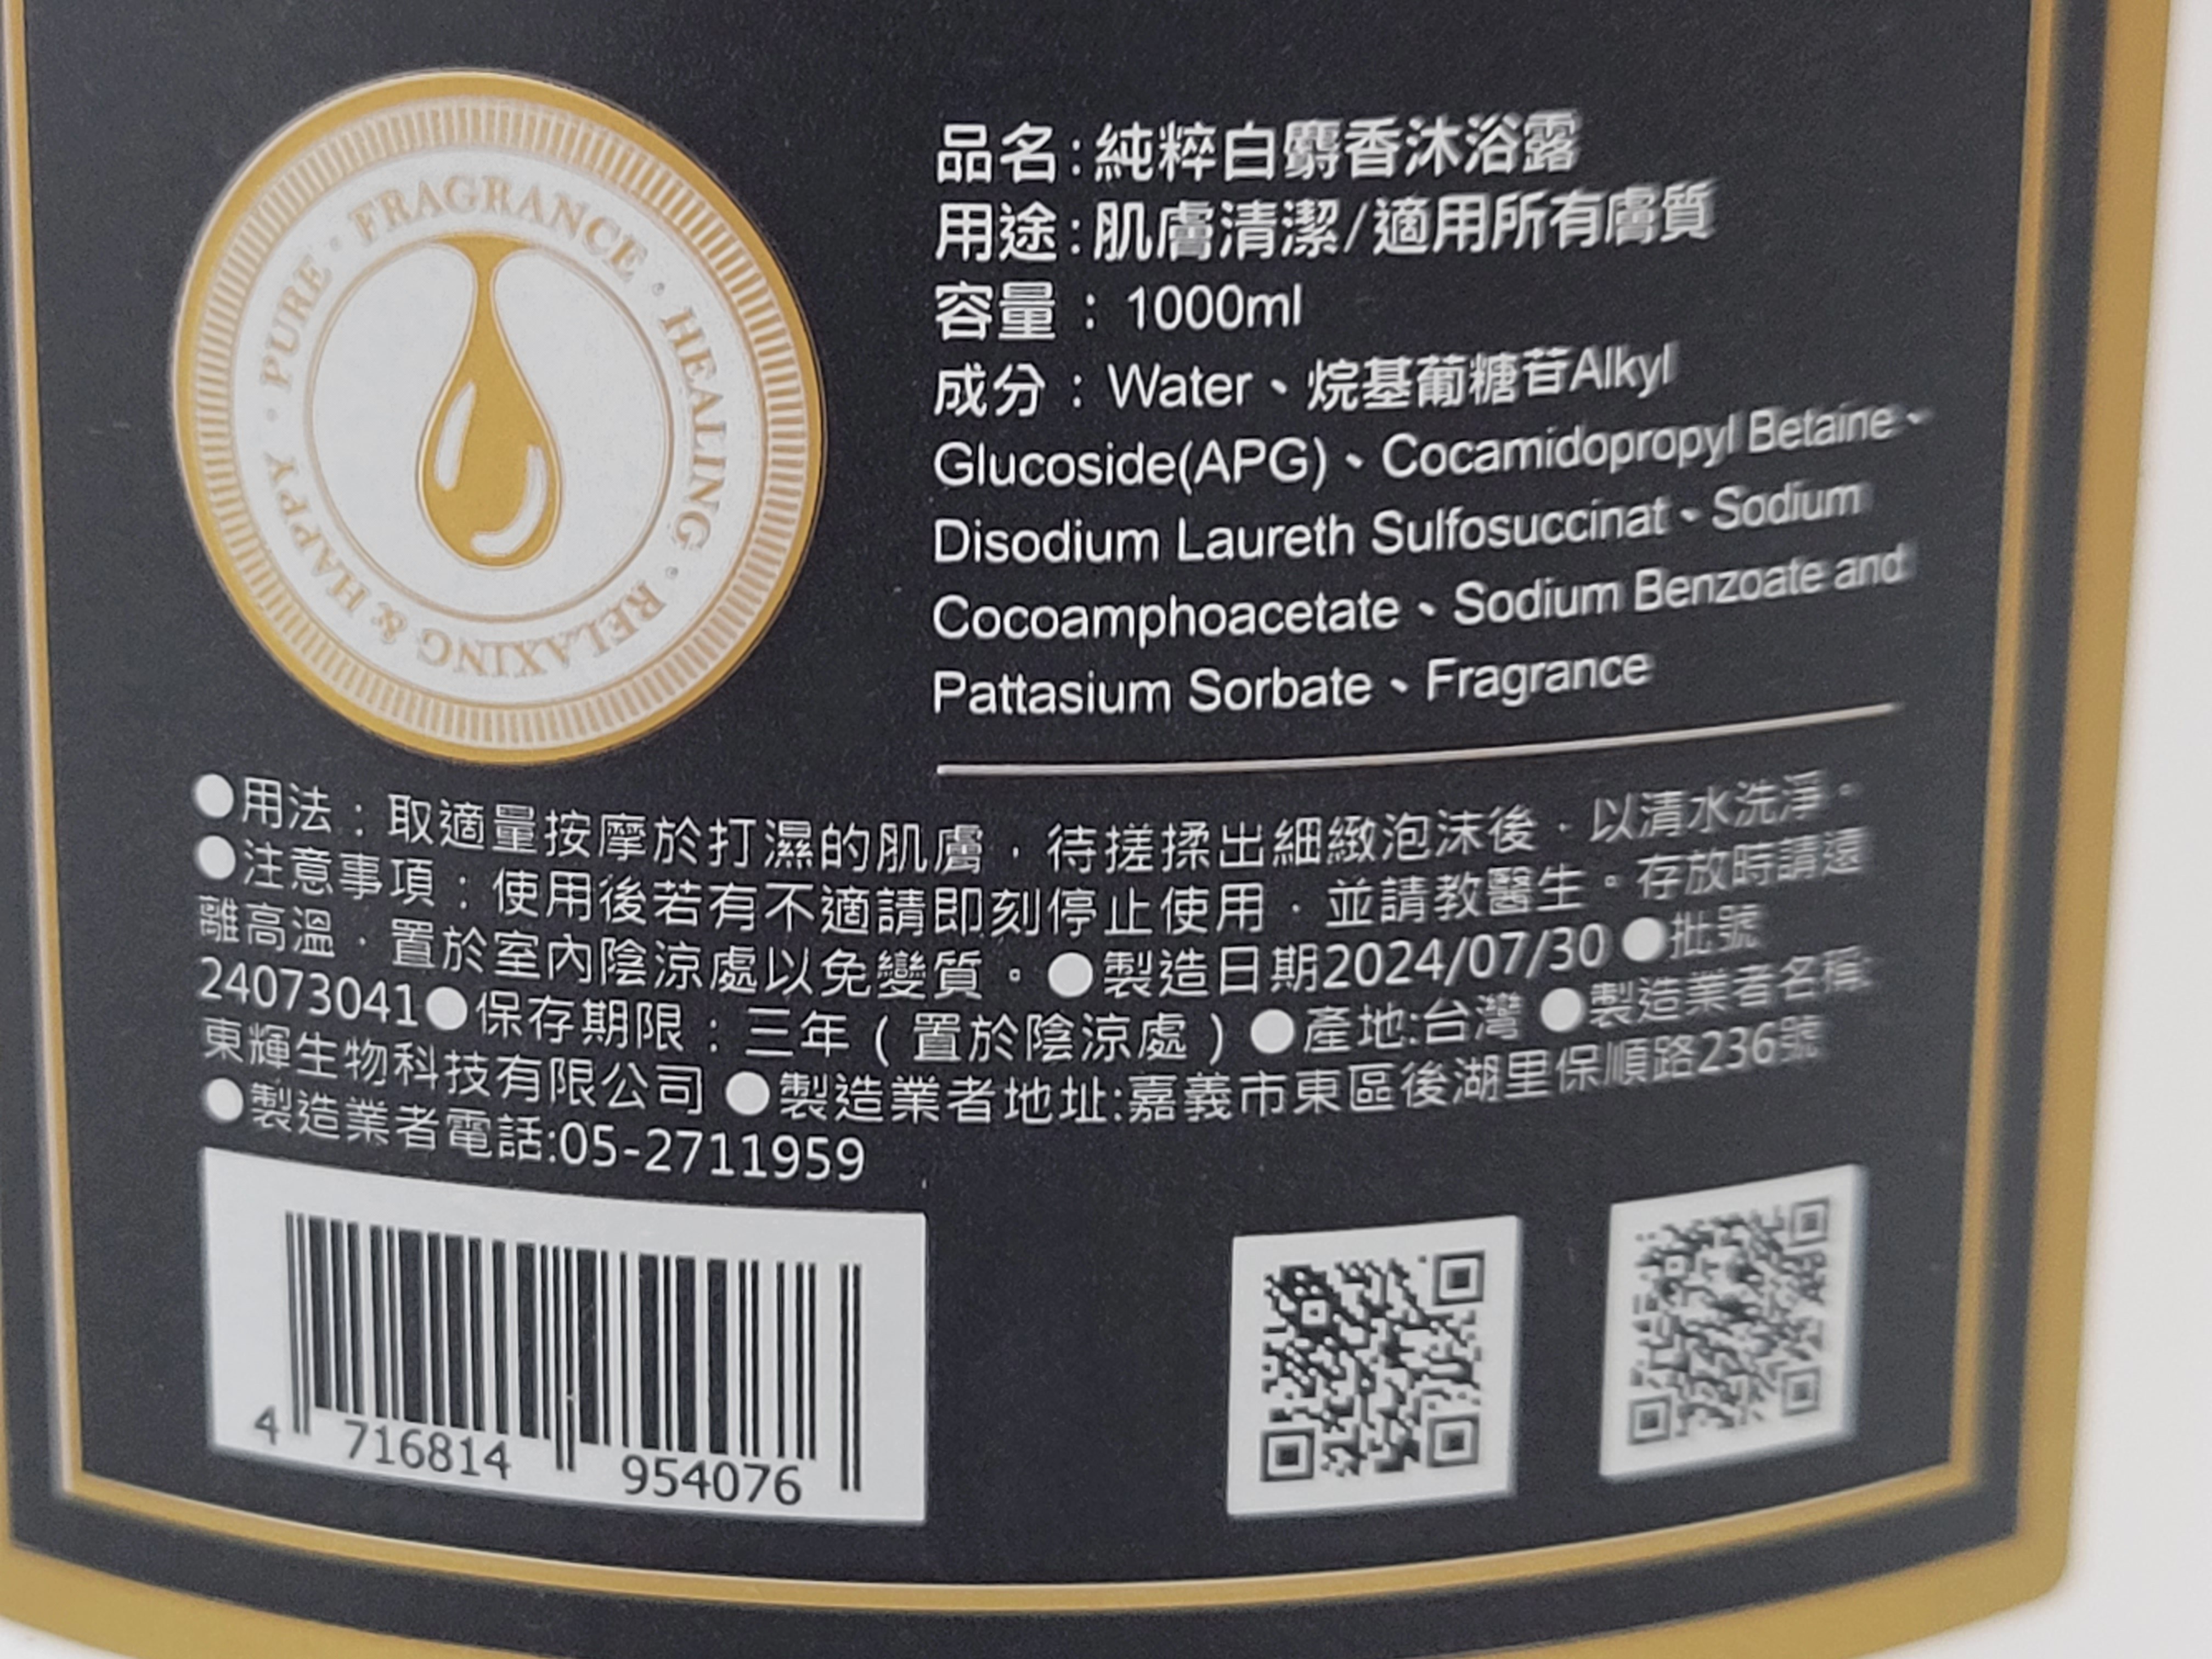 PURE · FRAGRANCE · HEALING · RELAXING & HAPPY ·
品名:純粹白麝香沐浴露
用途:肌膚清潔/適用所有膚質
容量：1000ml
成分：Water、烷基葡糖苷Alkyl
Glucoside(APG)、Cocamidopropyl Betaine、
Disodium Laureth Sulfosuccinat、Sodium
Cocoamphoacetate、Sodium Benzoate and
Pattasium Sorbate、Fragrance
●用法：取適量按摩於打濕的肌膚，待搓揉出細緻泡沫後，以清水洗淨。
●注意事項：使用後若有不適請即刻停止使用，並請教醫生。存放時請遠
離高溫，置於室內陰涼處以免變質。●製造日期2024/07/30 ●批號
24073041●保存期限：三年（置於陰涼處）●產地:台灣 ●製造業者名稱:
東輝生物科技有限公司 ●製造業者地址:嘉義市東區後湖里保順路236號
●製造業者電話:05-2711959
4 716814 954076